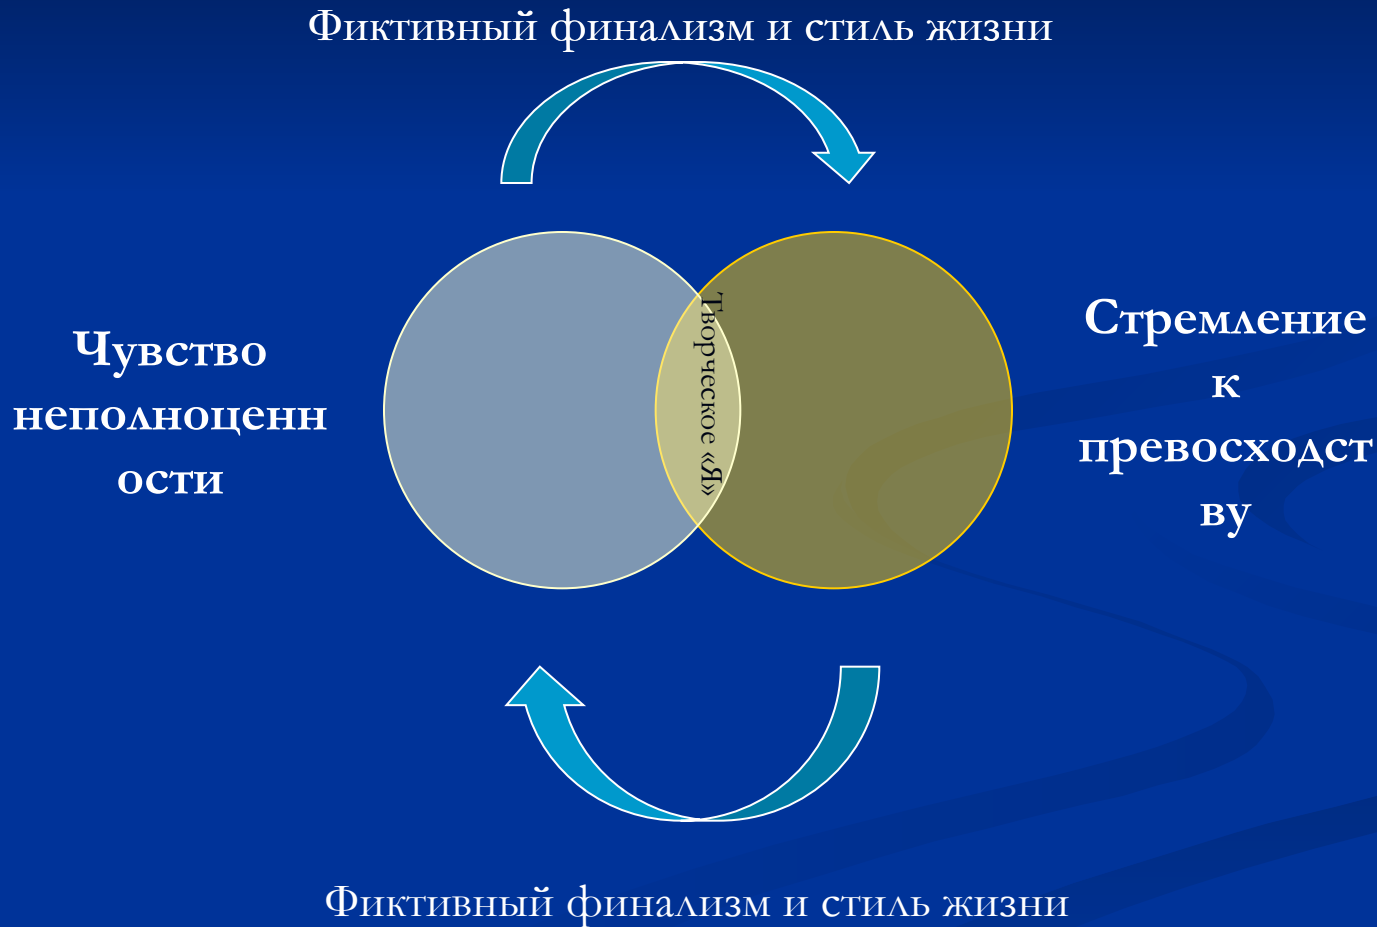 Фиктивный финализм и стиль жизни
Чувство
неполноценн
ости
Творческое «Я»
Стремление
к
превосходст
ву
Фиктивный финализм и стиль жизни